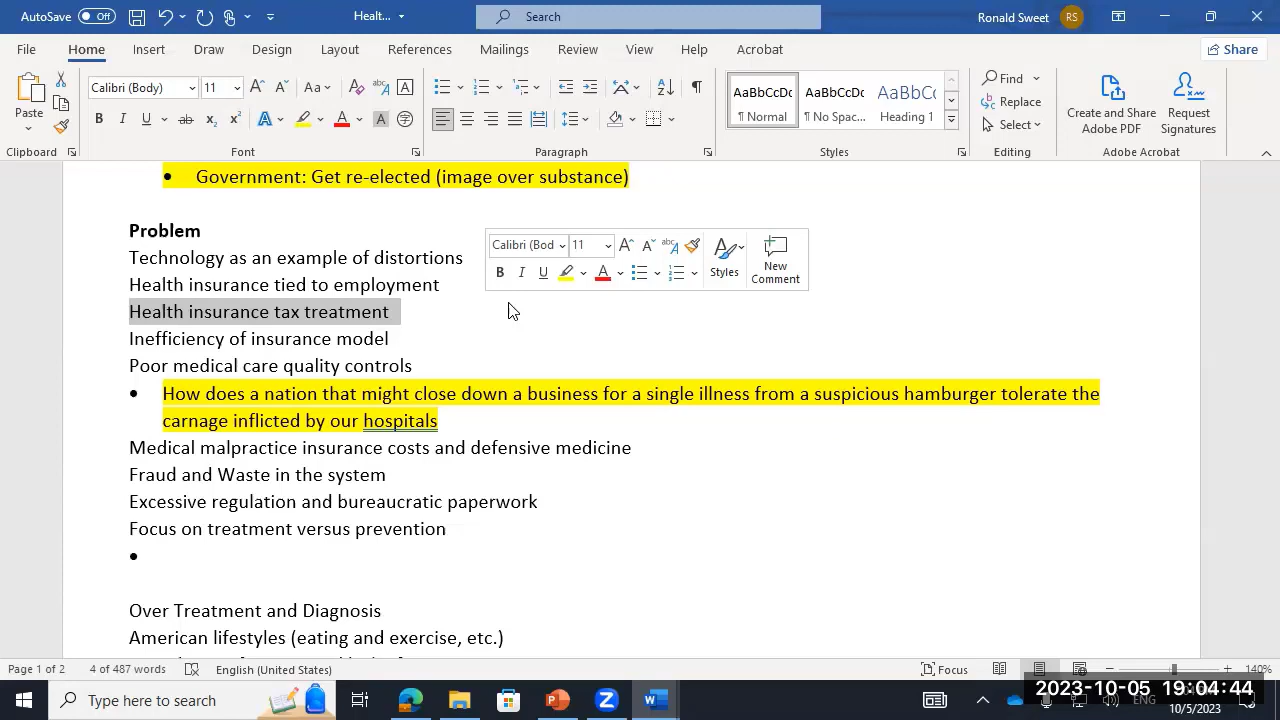 AutoSave Off Healt... Search Ronald Sweet RS
File Home Insert Draw Design Layout References Mailings Review View Help Acrobat Share
Paste Calibri (Body) 11 Aa AaBbCcDc AaBbCcDc AaBbC Find Replace Select Create and Share Adobe PDF Request Signatures
¶ Normal ¶ No Spac... Heading 1
Clipboard Font Paragraph Styles Editing Adobe Acrobat
• Government: Get re-elected (image over substance)
Problem
Technology as an example of distortions
Calibri (Bod 11 Styles New Comment
Health insurance tied to employment
Health insurance tax treatment
Inefficiency of insurance model
Poor medical care quality controls
• How does a nation that might close down a business for a single illness from a suspicious hamburger tolerate the
carnage inflicted by our hospitals
Medical malpractice insurance costs and defensive medicine
Fraud and Waste in the system
Excessive regulation and bureaucratic paperwork
Focus on treatment versus prevention
•
Over Treatment and Diagnosis
American lifestyles (eating and exercise, etc.)
Page 1 of 2 4 of 487 words English (United States) Focus 140%
Type here to search 2023-10-05 19:04:44
ENG 10/5/2023